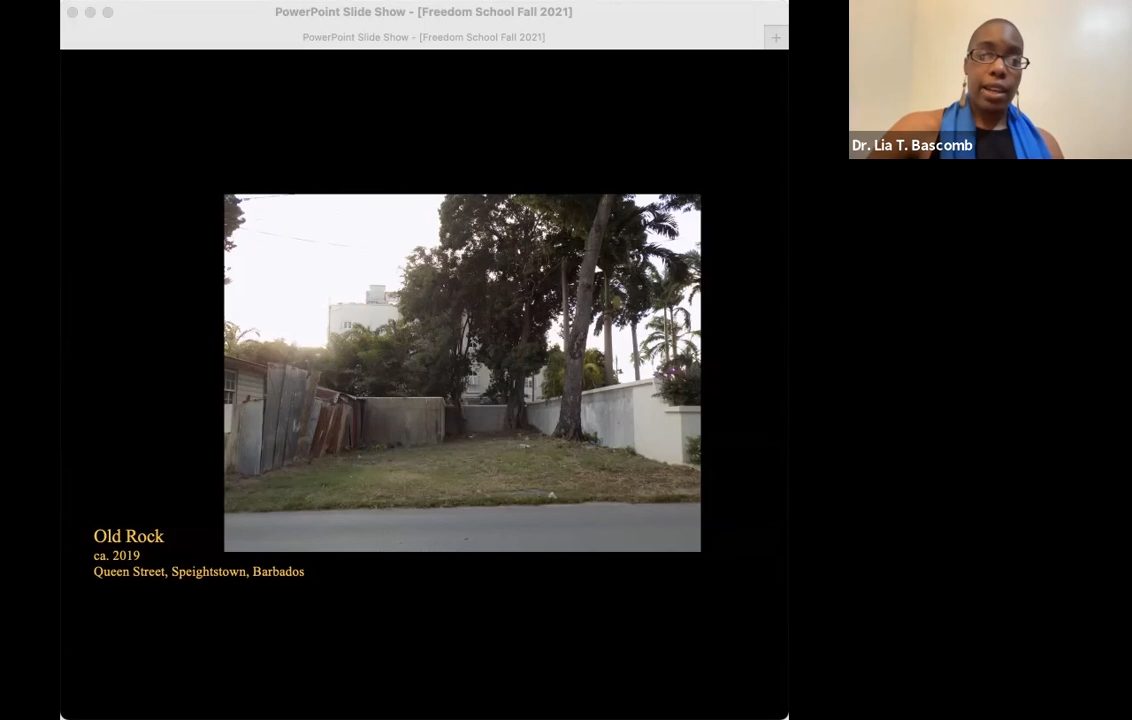 PowerPoint Slide Show - [Freedom School Fall 2021]
PowerPoint Slide Show - [Freedom School Fall 2021]
Dr. Lia T. Bascomb
Old Rock
ca. 2019
Queen Street, Speightstown, Barbados